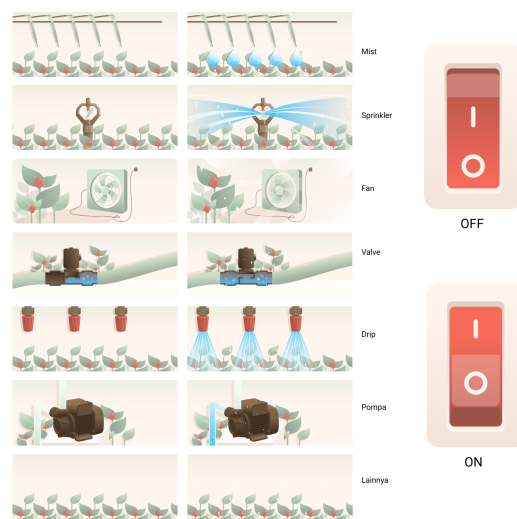 Mist
Sprinkler
Fan
OFF
Valve
Drip
Pompa
ON
Lainnya